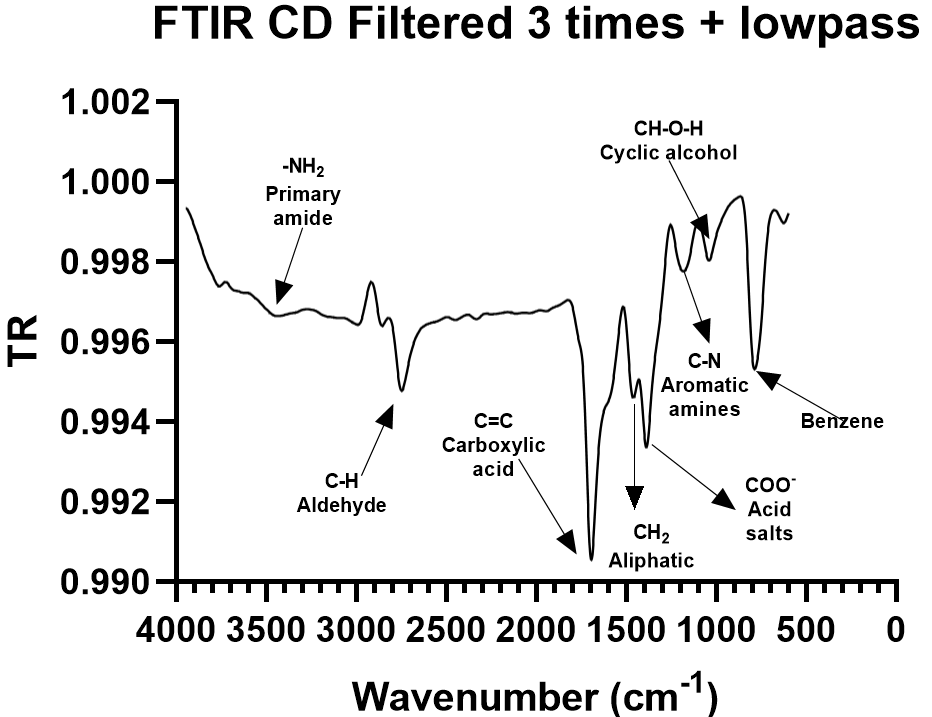 FTIR CD Filtered 3 times + lowpass
1.002
1.000
0.998
0.996
0.994
0.992
0.990
TR
-NH₂
Primary
amide
C-H
Aldehyde
C=C
Carboxylic
acid
CH₂
Aliphatic
COO⁻
Acid
salts
C-N
Aromatic
amines
CH-O-H
Cyclic alcohol
Benzene
4000 3500 3000 2500 2000 1500 1000 500 0
Wavenumber (cm⁻¹)